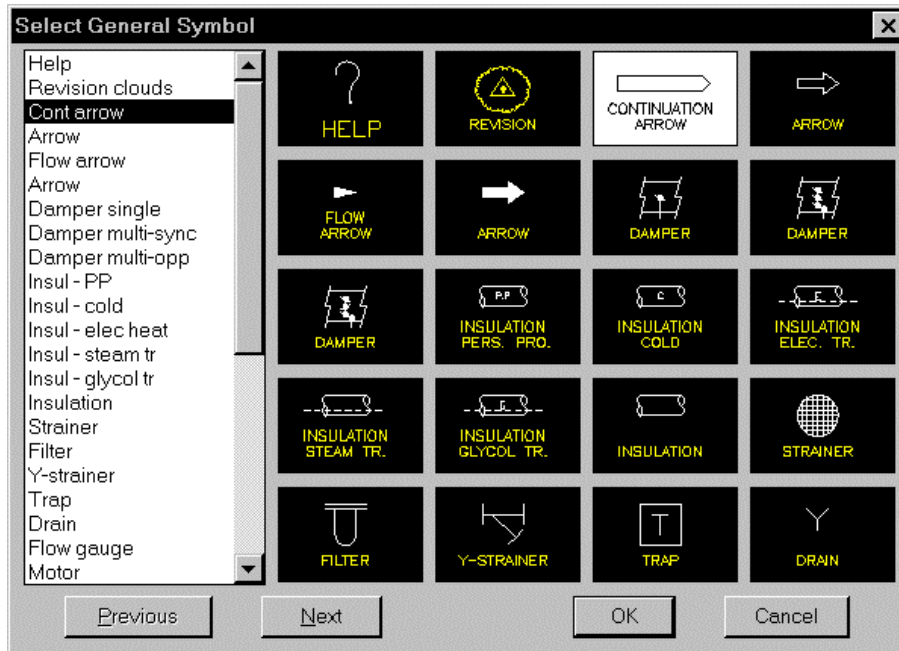 Select General Symbol
Help
Revision clouds
Cont arrow
Arrow
Flow arrow
Arrow
Damper single
Damper multi-sync
Damper multi-opp
Insul - PP
Insul - cold
Insul - elec heat
Insul - steam tr
Insul - glycol tr
Insulation
Strainer
Filter
Y-strainer
Trap
Drain
Flow gauge
Motor
HELP
REVISION
CONTINUATION
ARROW
ARROW
FLOW
ARROW
ARROW
DAMPER
DAMPER
DAMPER
P.P
INSULATION
PERS. PRO.
C
INSULATION
COLD
E
INSULATION
ELEC. TR.
INSULATION
STEAM TR.
INSULATION
GLYCOL TR.
INSULATION
STRAINER
FILTER
Y-STRAINER
T
TRAP
DRAIN
Previous
Next
OK
Cancel